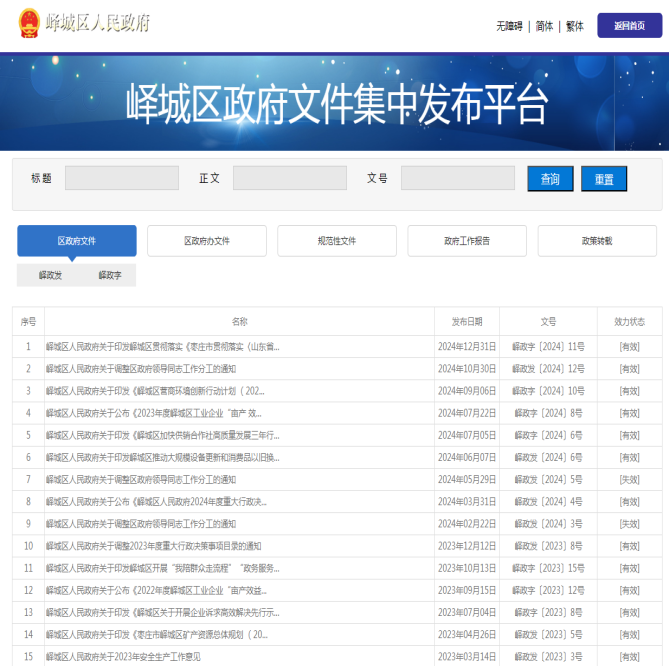 峄城区人民政府
无障碍 | 简体 | 繁体 返回首页
峄城区政府文件集中发布平台
标题 正文 文号 查询 重置
区政府文件 区政府办文件 规范性文件 政府工作报告 政策转载
峄政发 峄政字
序号 名称 发布日期 文号 效力状态
1 峄城区人民政府关于印发峄城区贯彻落实《枣庄市贯彻落实〈山东省... 2024年12月31日 峄政字〔2024〕11号 [有效]
2 峄城区人民政府关于调整区政府领导同志工作分工的通知 2024年10月30日 峄政发〔2024〕12号 [有效]
3 峄城区人民政府关于印发《峄城区营商环境创新行动计划（ 202... 2024年09月06日 峄政字〔2024〕10号 [有效]
4 峄城区人民政府关于公布《2023年度峄城区工业企业“亩产 效... 2024年07月22日 峄政字〔2024〕8号 [有效]
5 峄城区人民政府关于印发《峄城区加快供销合作社高质量发展三年行... 2024年07月05日 峄政字〔2024〕6号 [有效]
6 峄城区人民政府关于印发峄城区推动大规模设备更新和消费品以旧换... 2024年06月07日 峄政发〔2024〕6号 [有效]
7 峄城区人民政府关于调整区政府领导同志工作分工的通知 2024年05月29日 峄政发〔2024〕5号 [失效]
8 峄城区人民政府关于公布《峄城区人民政府2024年度重大行政决... 2024年03月31日 峄政发〔2024〕4号 [有效]
9 峄城区人民政府关于调整区政府领导同志工作分工的通知 2024年02月22日 峄政发〔2024〕3号 [失效]
10 峄城区人民政府关于调整2023年度重大行政决策事项目录的通知 2023年12月12日 峄政发〔2023〕8号 [有效]
11 峄城区人民政府关于印发峄城区开展“我陪群众走流程”“政务服务... 2023年10月13日 峄政字〔2023〕15号 [有效]
12 峄城区人民政府关于公布《2022年度峄城区工业企业“亩产效益... 2023年09月15日 峄政字〔2023〕12号 [有效]
13 峄城区人民政府关于印发《峄城区关于开展企业诉求高效解决先行示... 2023年07月04日 峄政字〔2023〕8号 [有效]
14 峄城区人民政府关于印发《枣庄市峄城区矿产资源总体规划（ 20... 2023年04月26日 峄政发〔2023〕5号 [有效]
15 峄城区人民政府关于2023年安全生产工作意见 2023年03月14日 峄政发〔2023〕3号 [有效]